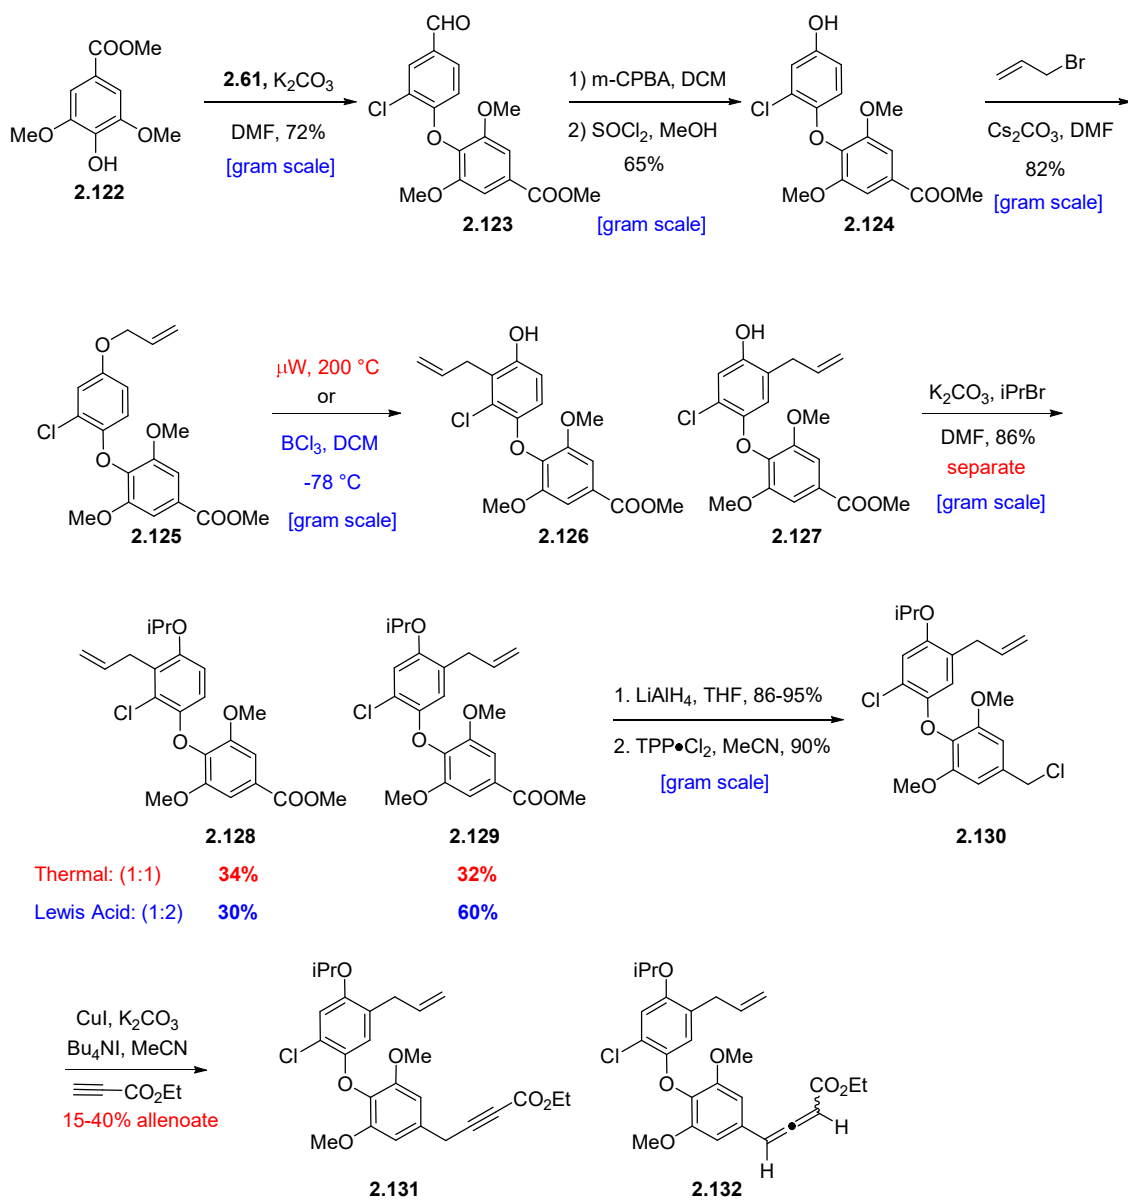 COOMe
MeO
OMe
OH
2.122
2.61, K2CO3
DMF, 72%
[gram scale]
CHO
Cl
OMe
O
MeO
COOMe
2.123
1) m-CPBA, DCM
2) SOCl2, MeOH
65%
[gram scale]
OH
Cl
OMe
O
MeO
COOMe
2.124
Br
Cs2CO3, DMF
82%
[gram scale]
O
Cl
OMe
O
MeO
COOMe
2.125
μW, 200 °C
or
BCl3, DCM
-78 °C
[gram scale]
OH
Cl
OMe
O
MeO
COOMe
2.126
OH
Cl
OMe
O
MeO
COOMe
2.127
K2CO3, iPrBr
DMF, 86%
separate
[gram scale]
iPrO
Cl
OMe
O
MeO
COOMe
2.128
iPrO
Cl
OMe
O
MeO
COOMe
2.129
1. LiAlH4, THF, 86-95%
2. TPP•Cl2, MeCN, 90%
[gram scale]
iPrO
Cl
OMe
O
MeO
Cl
2.130
Thermal: (1:1) 34% 32%
Lewis Acid: (1:2) 30% 60%
CuI, K2CO3
Bu4NI, MeCN
CO2Et
15-40% allenoate
iPrO
Cl
OMe
O
CO2Et
MeO
2.131
iPrO
Cl
OMe
O
CO2Et
H
MeO
H
2.132